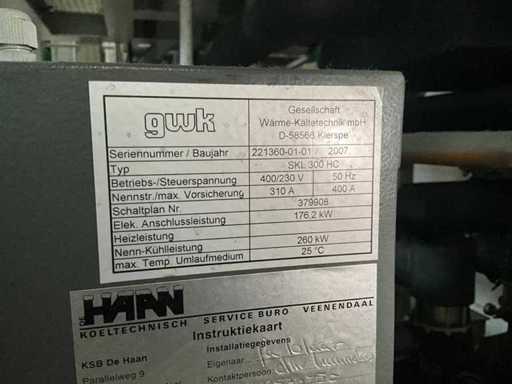 gwk
Gesellschaft
Wärme-Kältetechnik mbH
D-58566 Kierspe
Seriennummer / Baujahr 221360-01-01 / 2007
Typ SKL 300 HC
Betriebs-/Steuerspannung 400/230 V 50 Hz
Nennstr./max. Vorsicherung 310 A 400 A
Schaltplan Nr. 379908
Elek. Anschlussleistung 176,2 kW
Heizleistung
Nenn-Kühlleistung 260 kW
max. Temp. Umlaufmedium 25 °C
DE HAAN
KOELTECHNISCH SERVICE BURO VEENENDAAL
Instruktiekaart
KSB De Haan Installatiegegevens
Parallelweg 9 Eigenaar
Kontaktpersoon